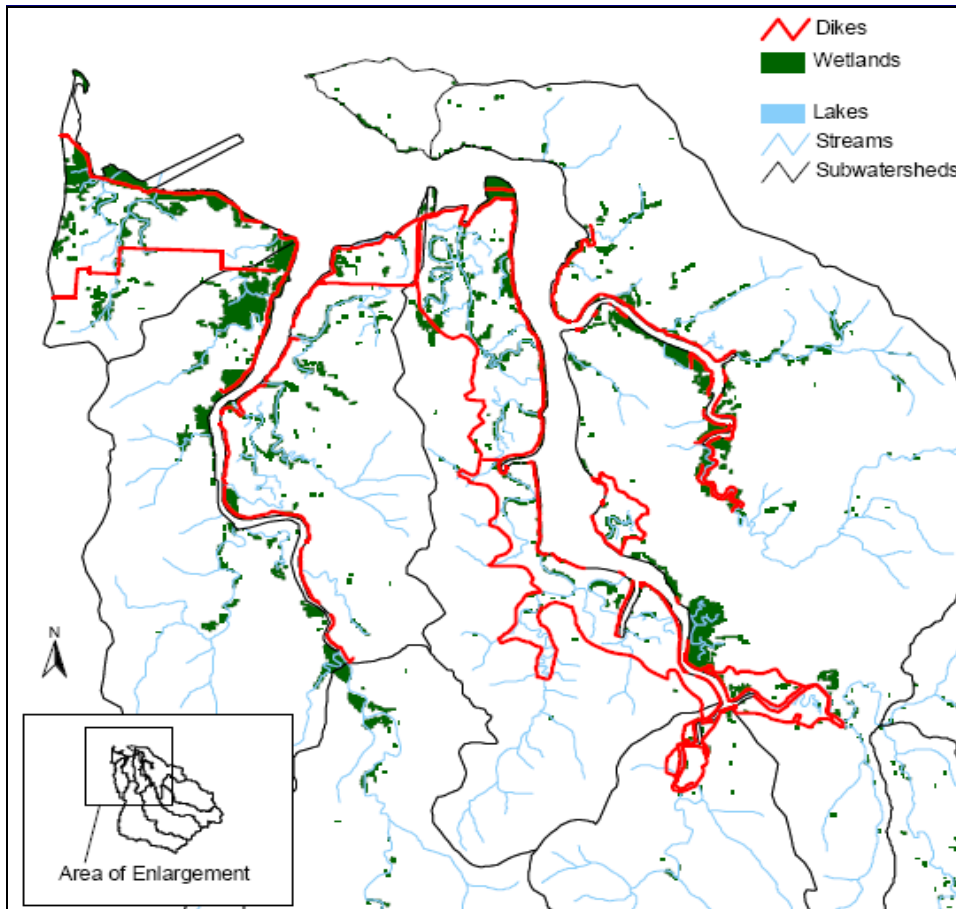 Dikes
Wetlands
Lakes
Streams
Subwatersheds
N
Area of Enlargement